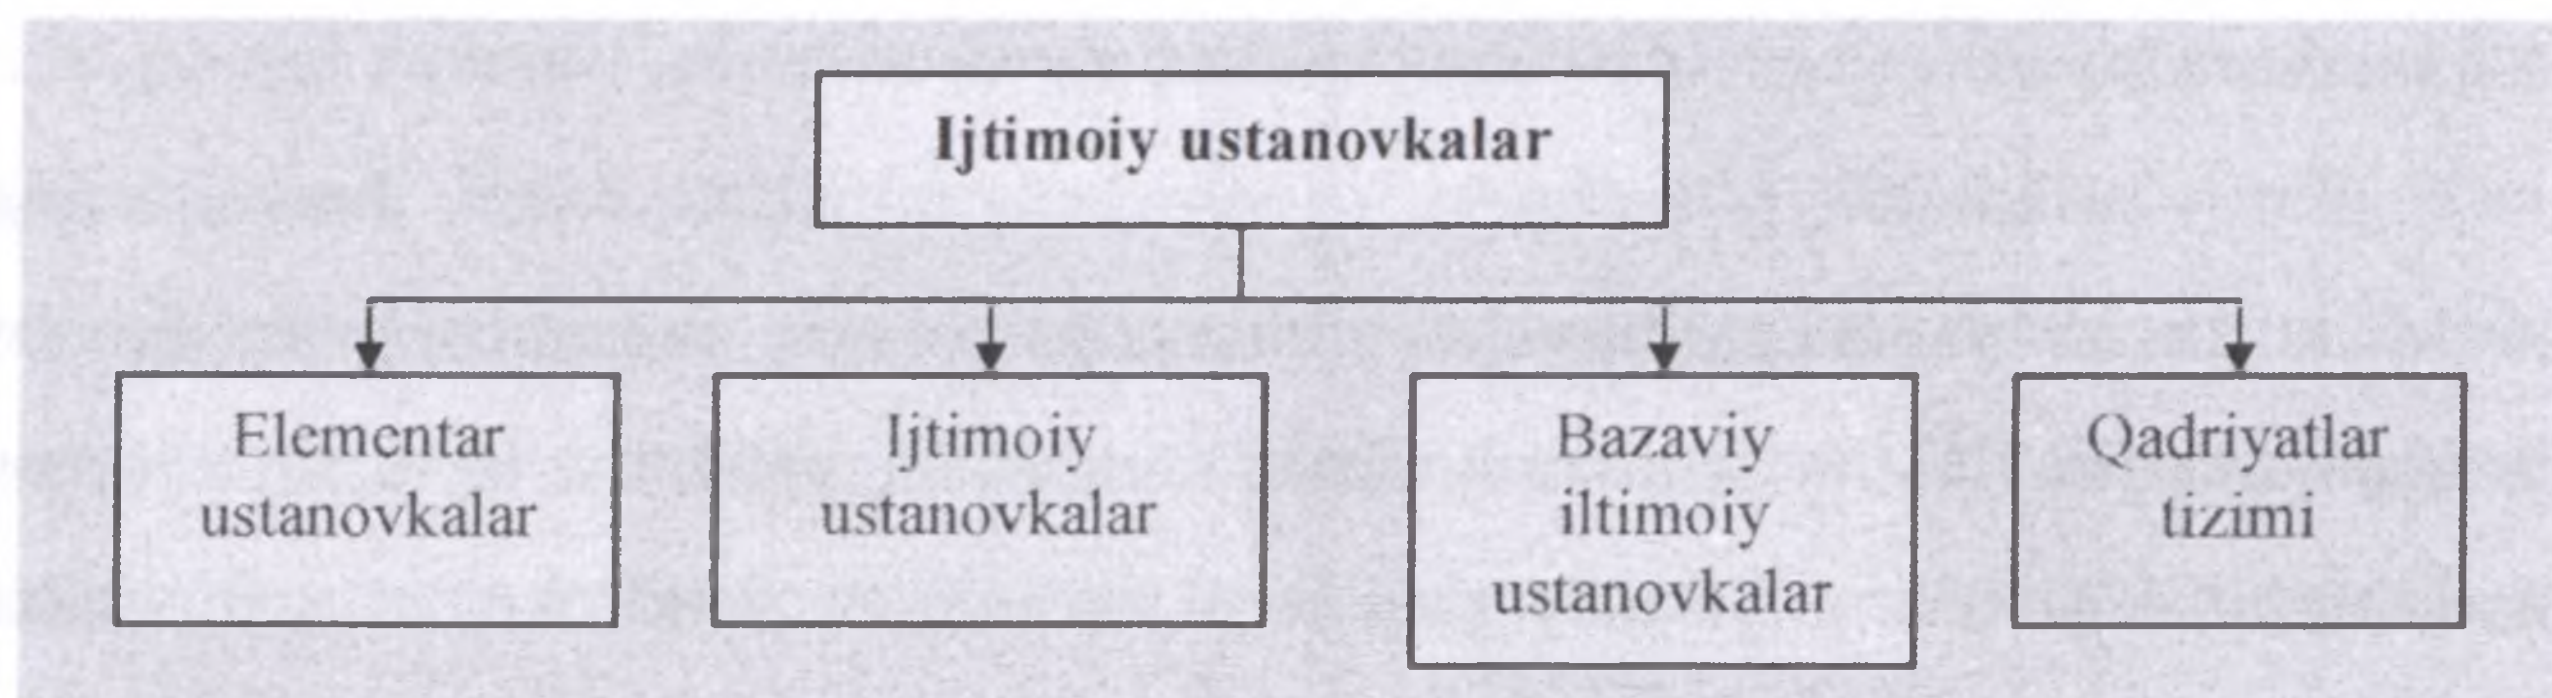 Ijtimoiy ustanovkalar
Elementar
ustanovkalar
Ijtimoiy
ustanovkalar
Bazaviy
iltimoiy
ustanovkalar
Qadriyatlar
tizimi